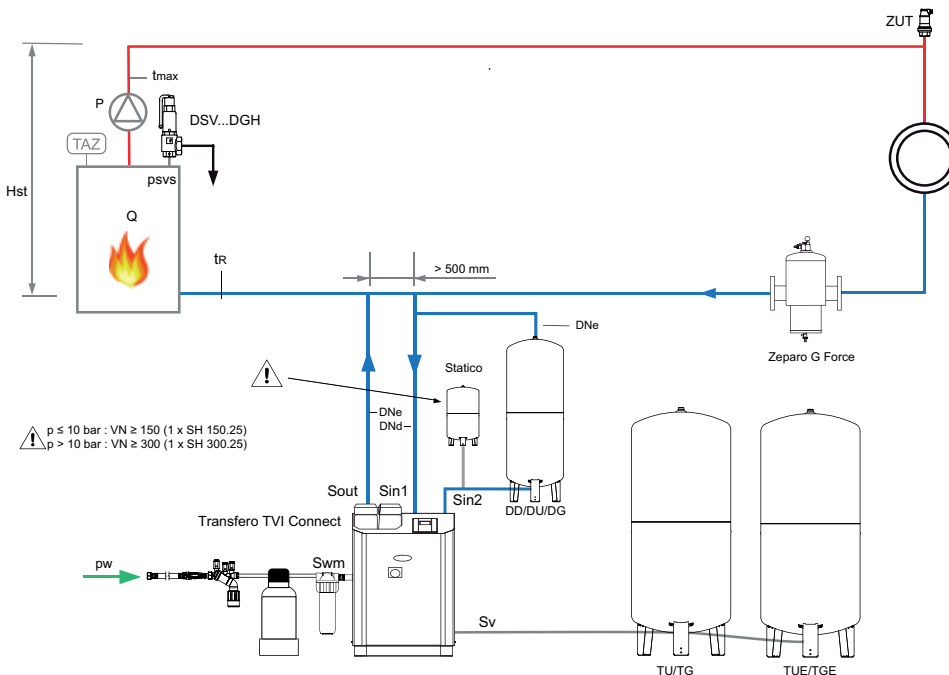 ZUT
tmax
P
DSV...DGH
TAZ
psvs
Hst
Q
tR
> 500 mm
DNe
Zeparo G Force
Statico
DNe
DNd
p ≤ 10 bar : VN ≥ 150 (1 x SH 150.25)
p > 10 bar : VN ≥ 300 (1 x SH 300.25)
Sout
Sin1
Sin2
DD/DU/DG
Transfero TVI Connect
pw
Swm
Sv
TU/TG
TUE/TGE